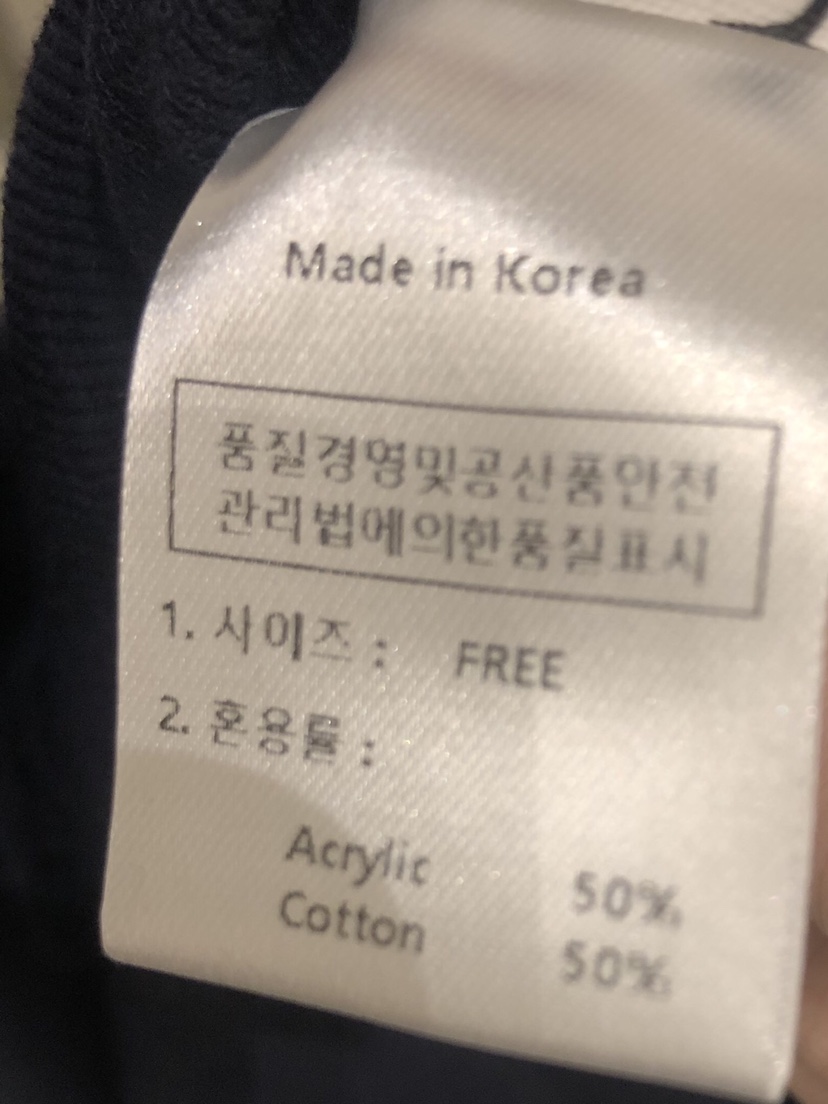 Made in Korea
품질경영및공산품안전
관리법에의한품질표시
1. 사이즈 : FREE
2. 혼용률 :
Acrylic 50%
Cotton 50%